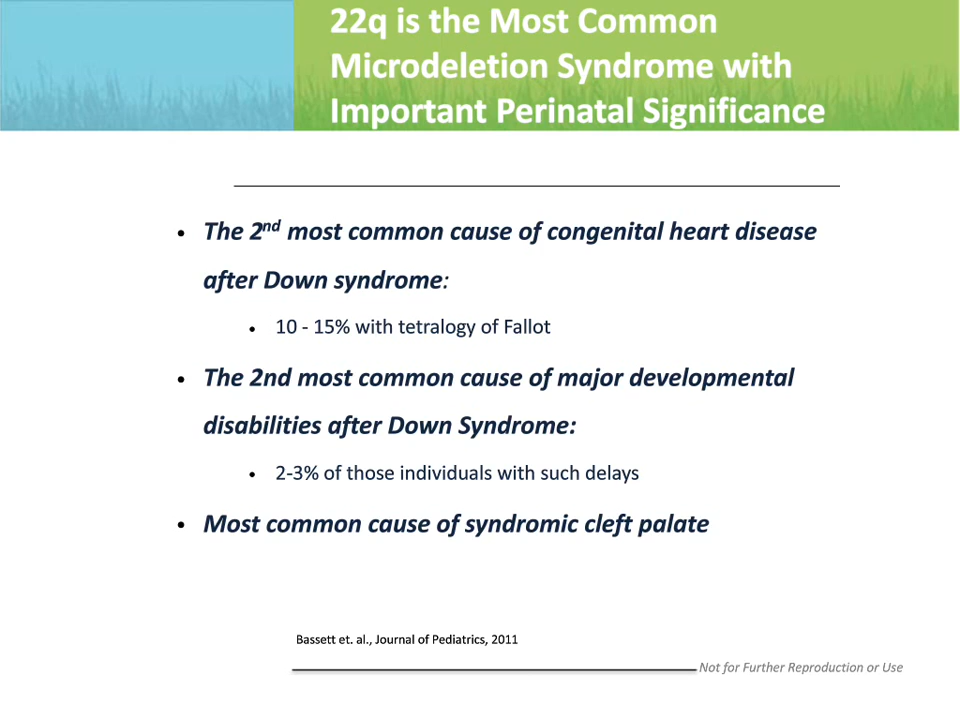 22q is the Most Common
Microdeletion Syndrome with
Important Perinatal Significance
• The 2nd most common cause of congenital heart disease
after Down syndrome:
• 10 - 15% with tetralogy of Fallot
• The 2nd most common cause of major developmental
disabilities after Down Syndrome:
• 2-3% of those individuals with such delays
• Most common cause of syndromic cleft palate
Bassett et. al., Journal of Pediatrics, 2011
Not for Further Reproduction or Use